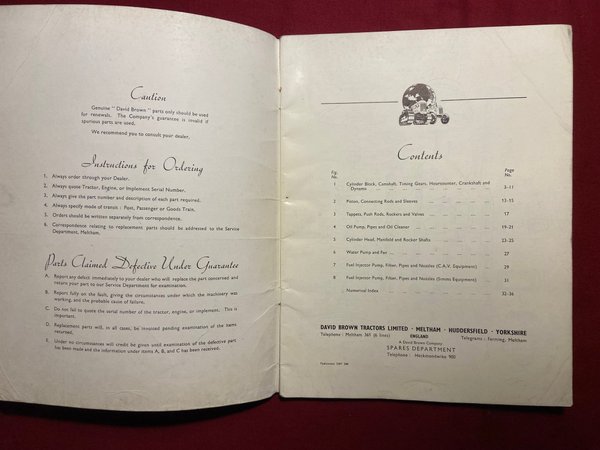 Caution
Genuine "David Brown" parts only should be used
for renewals. The Company's guarantee is invalid if
spurious parts are used.
We recommend you to consult your dealer.
Instructions for Ordering
1. Always order through your Dealer.
2. Always quote Tractor, Engine, or Implement Serial Number.
3. Always give the part number and description of each part required.
4. Always specify mode of transit: Post, Passenger or Goods Train.
5. Orders should be written separately from correspondence.
6. Correspondence relating to replacement parts should be addressed to the Service
Department, Meltham.
Parts Claimed Defective Under Guarantee
A. Report any defect immediately to your dealer who will replace the part concerned and
return your part to our Service Department for examination.
B. Report fully on the fault, giving the circumstances under which the machinery was
working, and the probable cause of failure.
C. Do not fail to quote the serial number of the tractor, engine, or implement. This is
important.
D. Replacement parts will, in all cases, be invoiced pending examination of the items
returned.
E. Under no circumstances will credit be given until examination of the defective part
has been made and the information under items A, B, and C has been received.
Contents
Fig. No. Page No.
1 Cylinder Block, Camshaft, Timing Gears, Hourcounter, Crankshaft and
Dynamo 3-11
2 Piston, Connecting Rods and Sleeves 13-15
3 Tappets, Push Rods, Rockers and Valves 17
4 Oil Pump, Pipes and Oil Cleaner 19-21
5 Cylinder Head, Manifold and Rocker Shafts 23-25
6 Water Pump and Fan 27
7 Fuel Injection Pump, Filter, Pipes and Nozzles (C.A.V. Equipment) 29
8 Fuel Injection Pump, Filter, Pipes and Nozzles (Simms Equipment) 31
Numerical Index 32-36
DAVID BROWN TRACTORS LIMITED · MELTHAM · HUDDERSFIELD · YORKSHIRE
Telephone: Meltham 361 (6 lines) ENGLAND Telegrams: Farming, Meltham
A David Brown Company
SPARES DEPARTMENT
Telephone: Heckmondwike 900
Publication